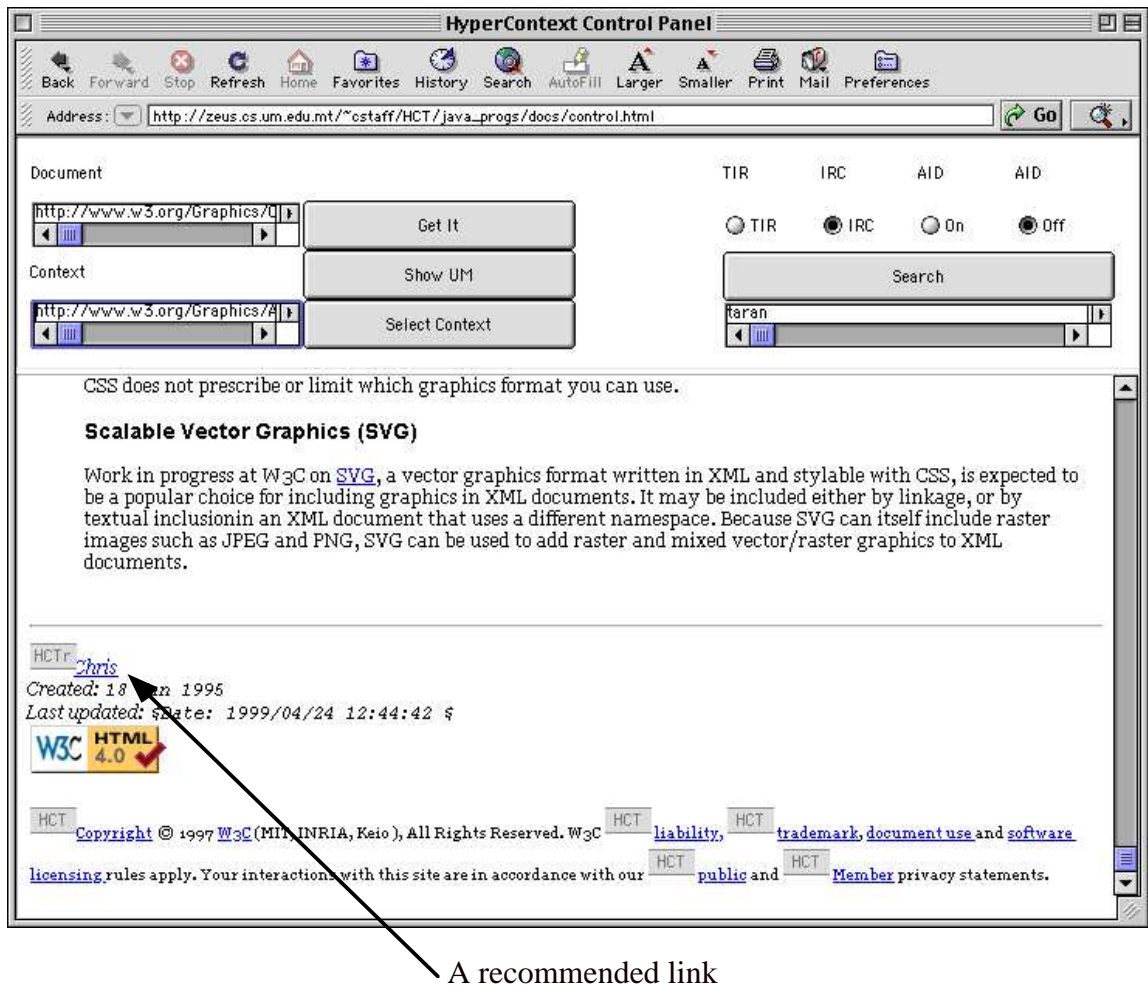 HyperContext Control Panel
Back Forward Stop Refresh Home Favorites History Search AutoFill Larger Smaller Print Mail Preferences
Address: http://zeus.cs.um.edu.mt/~cstaff/HCT/java_progs/docs/control.html Go
Document TIR IRC AID AID
http://www.w3.org/Graphics/ Get It TIR IRC On Off
Context Show UM Search
http://www.w3.org/Graphics/A Select Context taran
CSS does not prescribe or limit which graphics format you can use.
Scalable Vector Graphics (SVG)
Work in progress at W3C on SVG, a vector graphics format written in XML and stylable with CSS, is expected to
be a popular choice for including graphics in XML documents. It may be included either by linkage, or by
textual inclusionin an XML document that uses a different namespace. Because SVG can itself include raster
images such as JPEG and PNG, SVG can be used to add raster and mixed vector/raster graphics to XML
documents.
HCTr Chris
Created: 18 Jan 1995
Last updated: $Date: 1999/04/24 12:44:42 $
W3C HTML 4.0
HCT Copyright © 1997 W3C (MIT, INRIA, Keio ), All Rights Reserved. W3C HCT liability, HCT trademark, document use and software
licensing rules apply. Your interactions with this site are in accordance with our HCT public and HCT Member privacy statements.
A recommended link